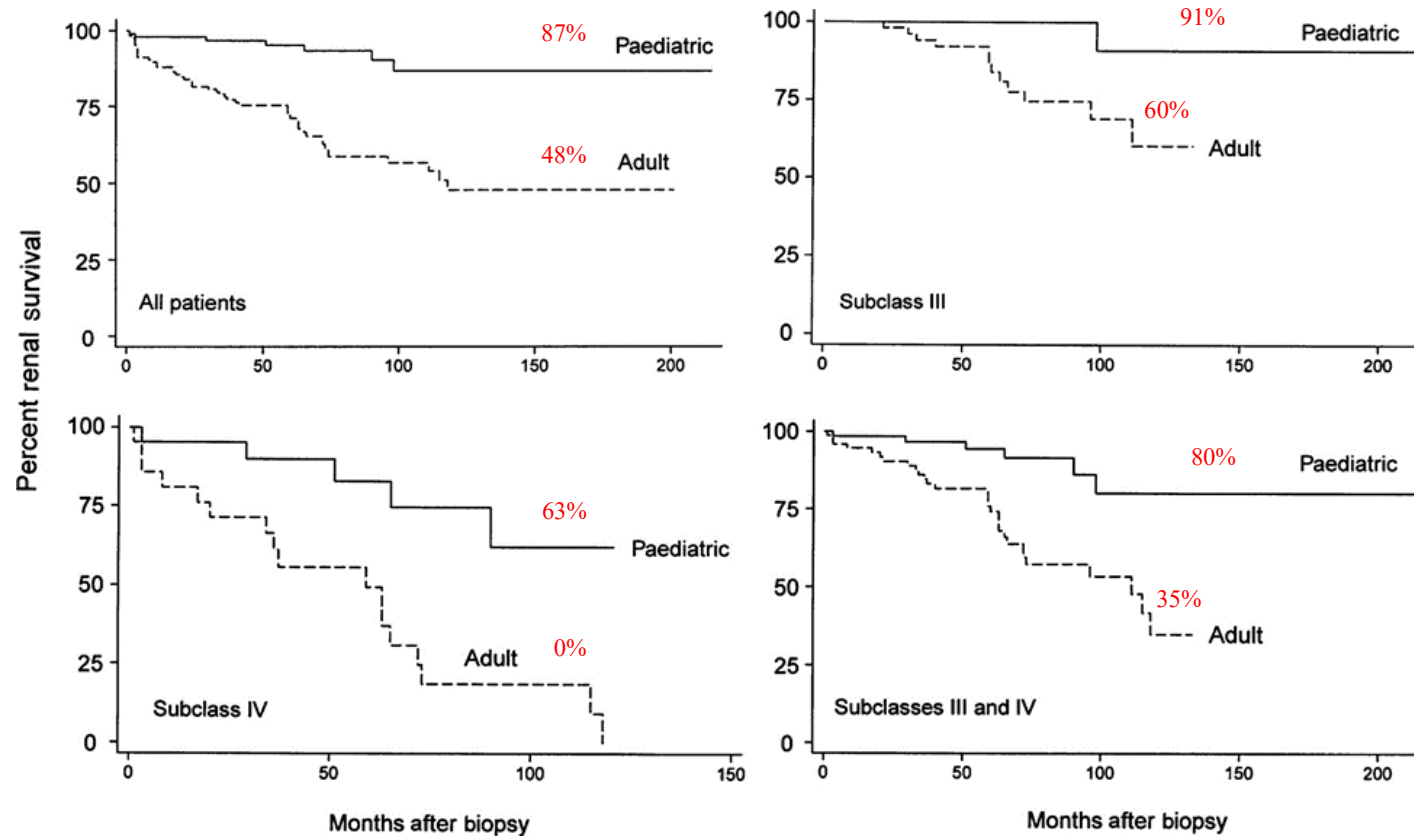 Percent renal survival
100
75
50
25
0
87%
Paediatric
48%
Adult
All patients
0 50 100 150 200
100
75
50
25
0
91%
Paediatric
60%
Adult
Subclass III
0 50 100 150 200
100
75
50
25
0
63%
Paediatric
Adult 0%
Subclass IV
0 50 100 150
Months after biopsy
100
75
50
25
0
80%
Paediatric
35%
Adult
Subclasses III and IV
0 50 100 150 200
Months after biopsy